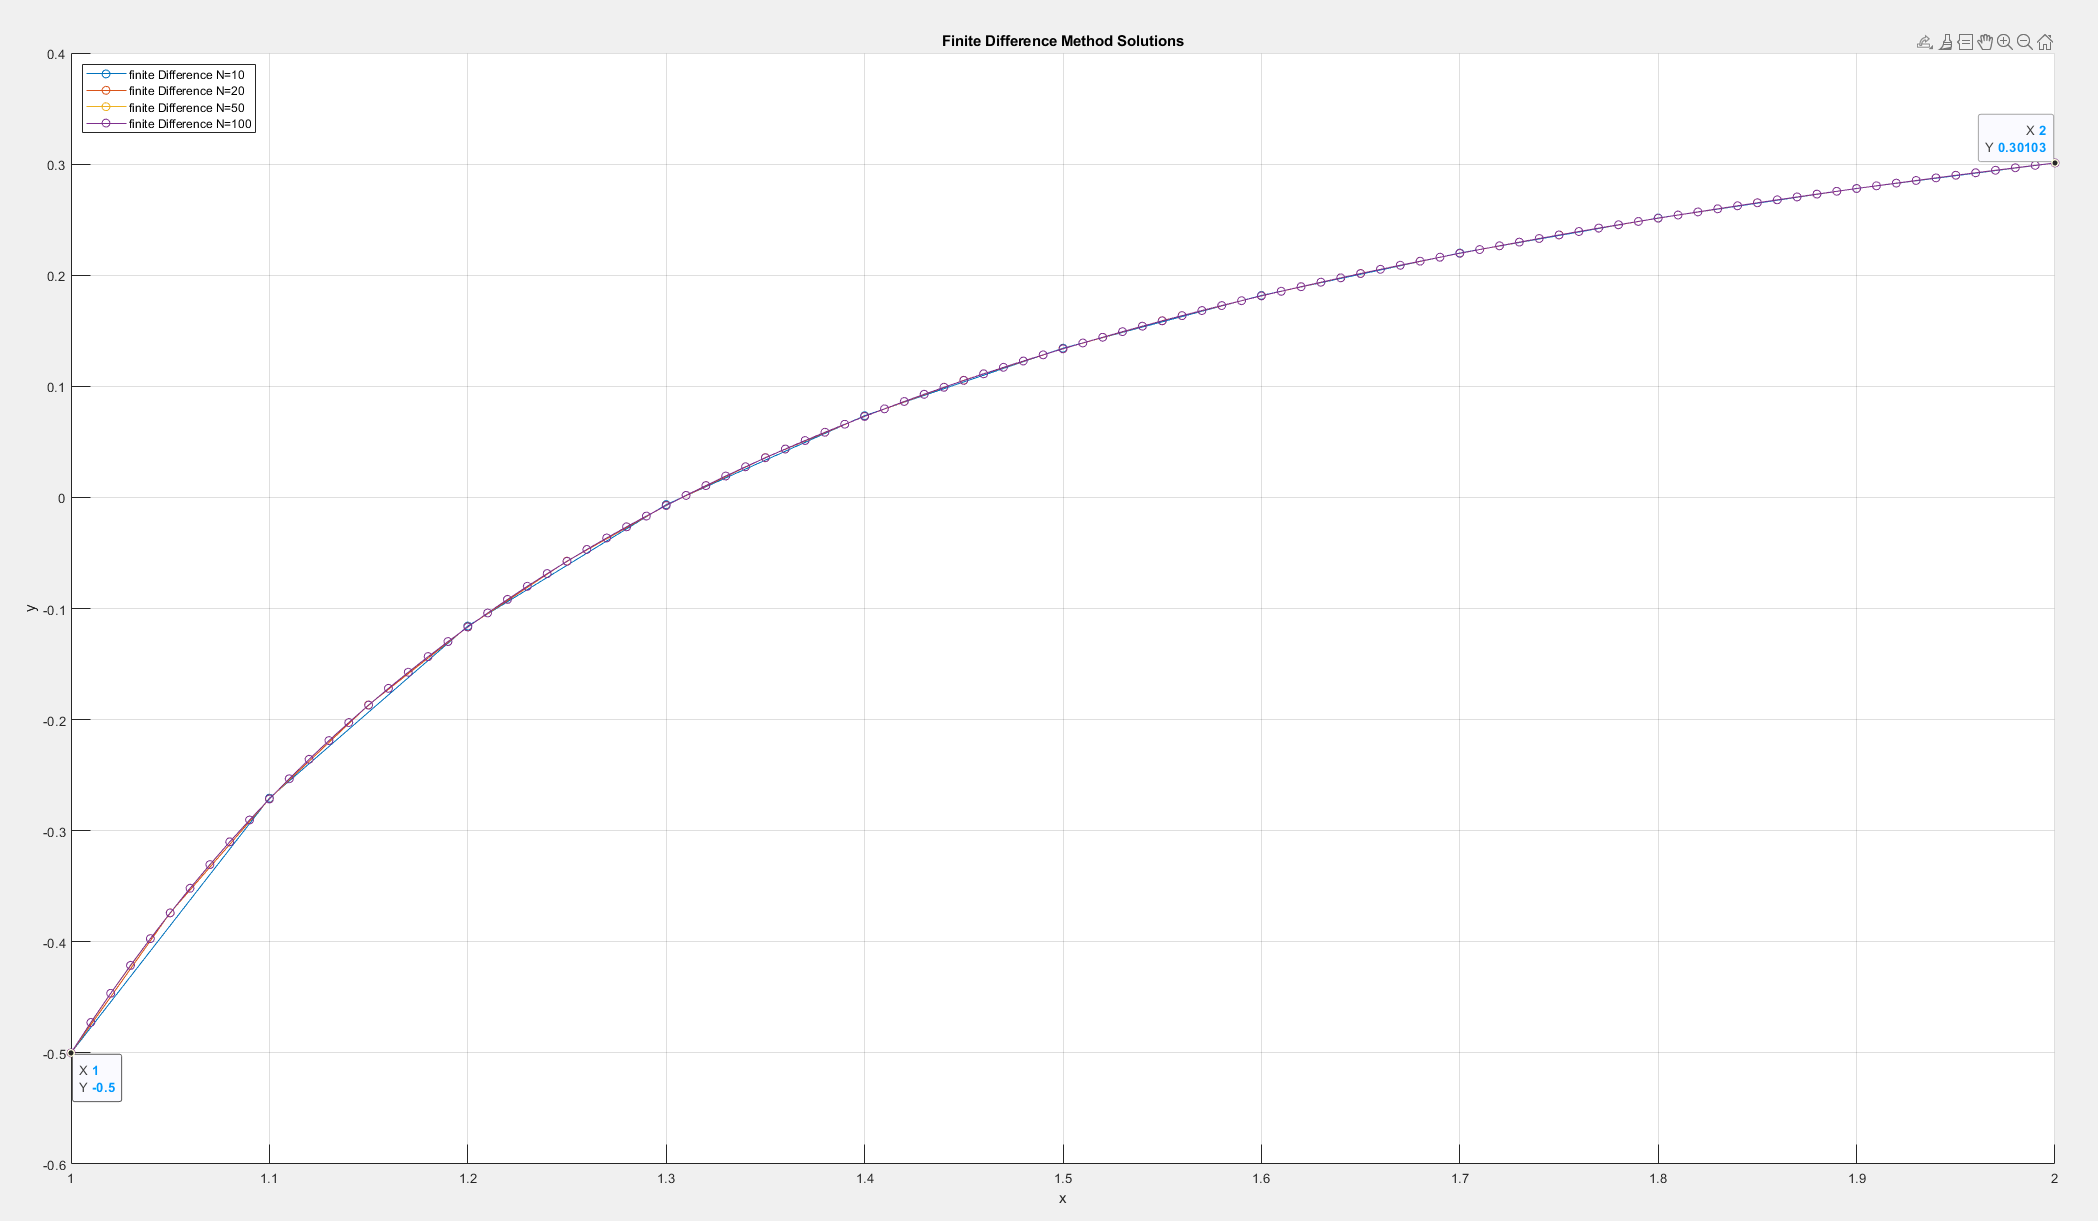 Finite Difference Method Solutions
finite Difference N=10
finite Difference N=20
finite Difference N=50
finite Difference N=100
X 2
Y 0.30103
0.4
0.3
0.2
0.1
0
-0.1
-0.2
-0.3
-0.4
-0.5
-0.6
y
X 1
Y -0.5
1 1.1 1.2 1.3 1.4 1.5 1.6 1.7 1.8 1.9 2
x